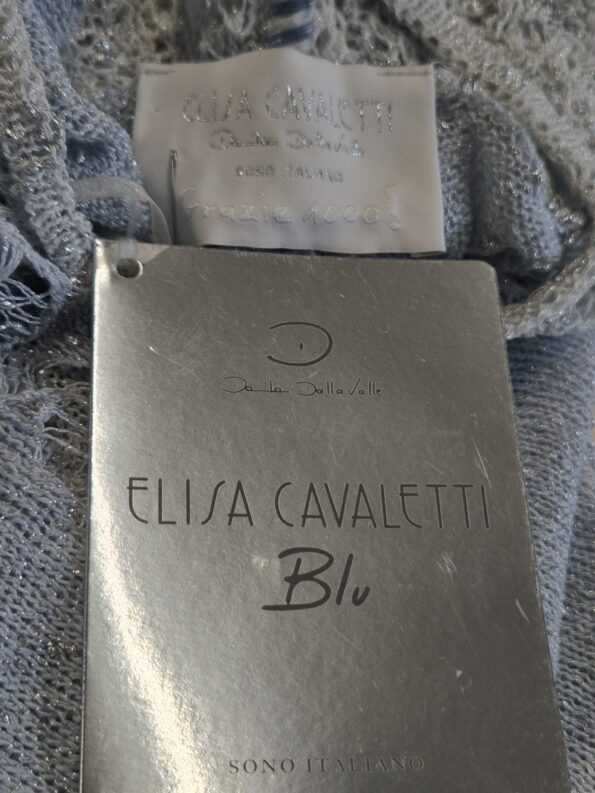 ELISA CAVALETTI
Daniela Dallavalle
SONO ITALIANO
Grazie 1000!
D
Daniela Dallavalle
ELISA CAVALETTI
Blu
SONO ITALIANO